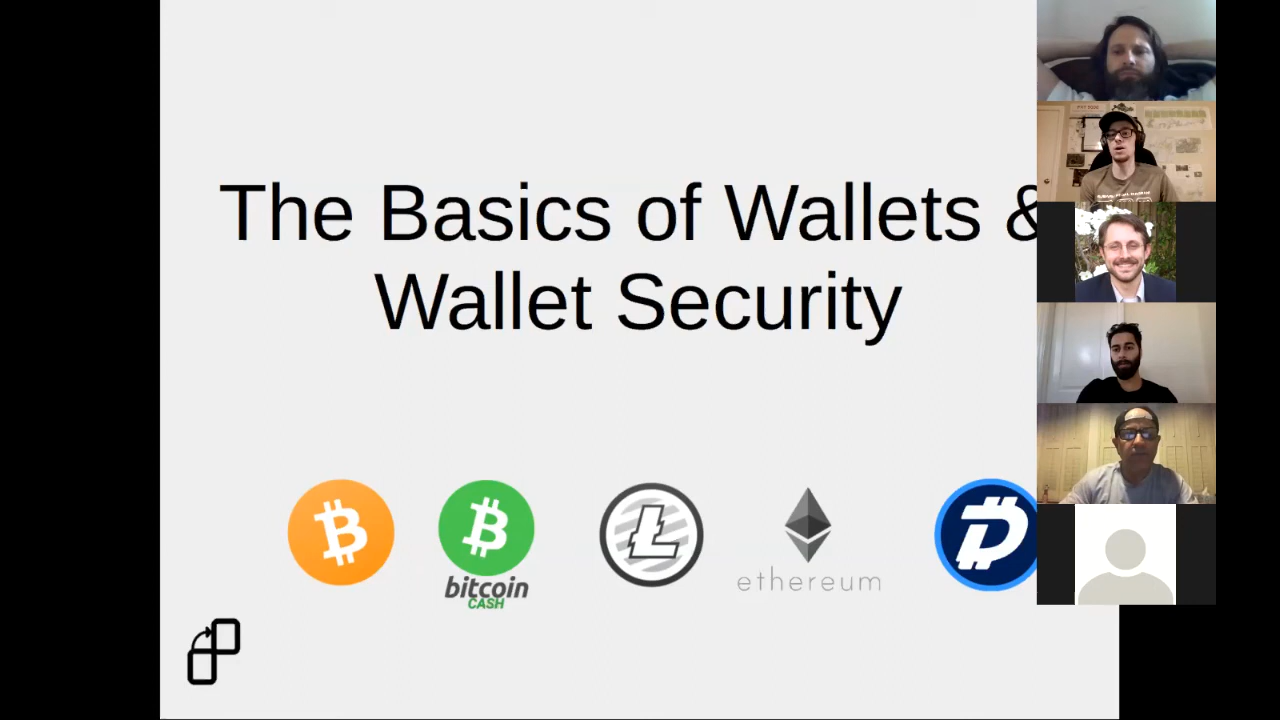 The Basics of Wallets &
Wallet Security
bitcoin
CASH
ethereum